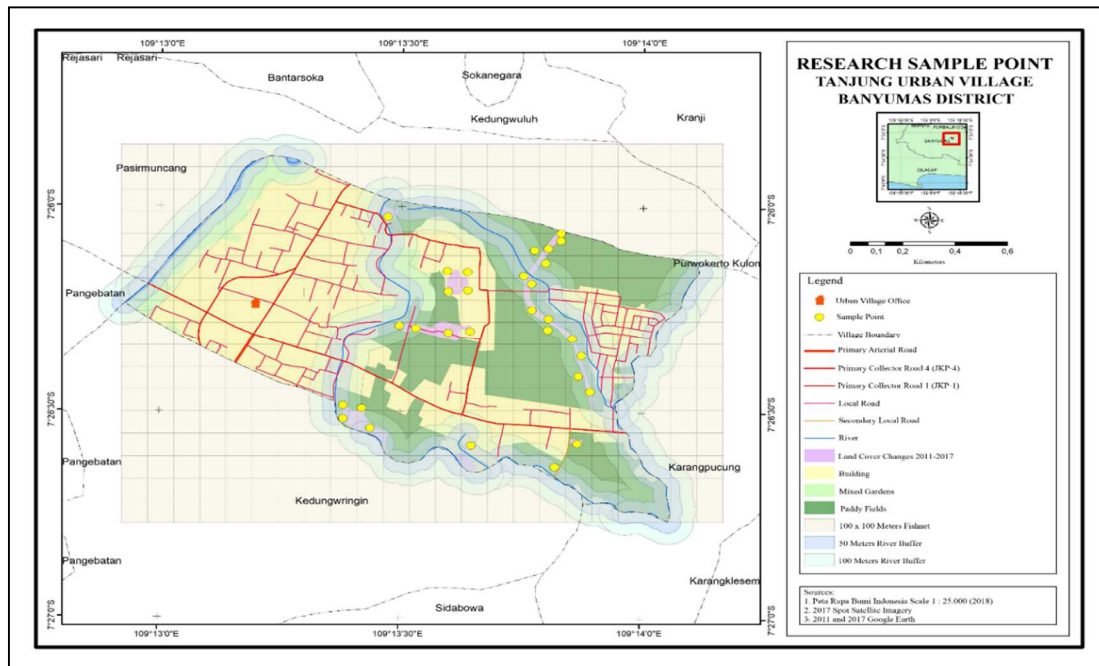 109°13'0"E 109°13'30"E 109°14'0"E
Rejasari Rejasari
Bantarsoka
Sokanegara
Kedungwuluh
Kranji
Pasirmuncang
7°26'0"S 7°26'0"S
Purwokerto Kulon
Pangebatan
7°26'30"S 7°26'30"S
Pangebatan
Karangpucung
Kedungwringin
Pangebatan
Karangklesem
Sidabowa
7°27'0"S 7°27'0"S
109°13'0"E 109°13'30"E 109°14'0"E
RESEARCH SAMPLE POINT
TANJUNG URBAN VILLAGE
BANYUMAS DISTRICT
BANYUMAS
CILACAP
0 0,1 0,2 0,4 0,6
Kilometers
Legend
Urban Village Office
Sample Point
Village Boundary
Primary Arterial Road
Primary Collector Road 4 (JKP-4)
Primary Collector Road 1 (JKP-1)
Local Road
Secondary Local Road
River
Land Cover Changes 2011-2017
Building
Mixed Gardens
Paddy Fields
100 x 100 Meters Fishnet
50 Meters River Buffer
100 Meters River Buffer
Sources:
1. Peta Rupa Bumi Indonesia Scale 1 : 25.000 (2018)
2. 2017 Spot Satellite Imagery
3. 2011 and 2017 Google Earth